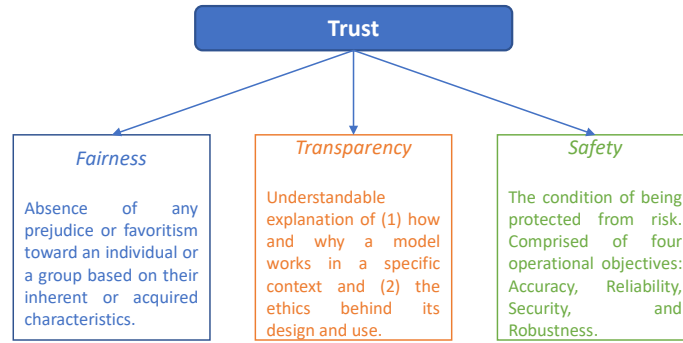 Trust
Fairness
Absence of any
prejudice or favoritism
toward an individual or
a group based on their
inherent or acquired
characteristics.
Transparency
Understandable
explanation of (1) how
and why a model
works in a specific
context and (2) the
ethics behind its
design and use.
Safety
The condition of being
protected from risk.
Comprised of four
operational objectives:
Accuracy, Reliability,
Security, and
Robustness.